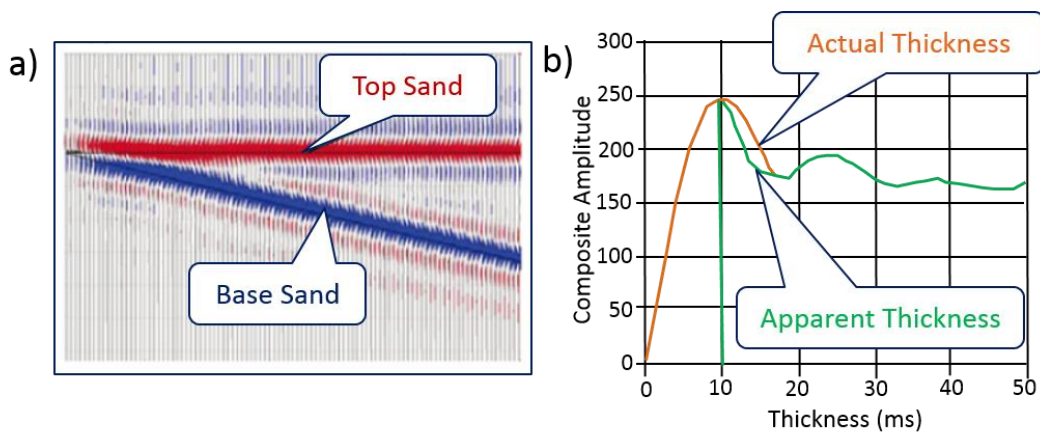 a)
Top Sand
Base Sand
b)
Actual Thickness
Apparent Thickness
Composite Amplitude
300
250
200
150
100
50
0
0 10 20 30 40 50
Thickness (ms)